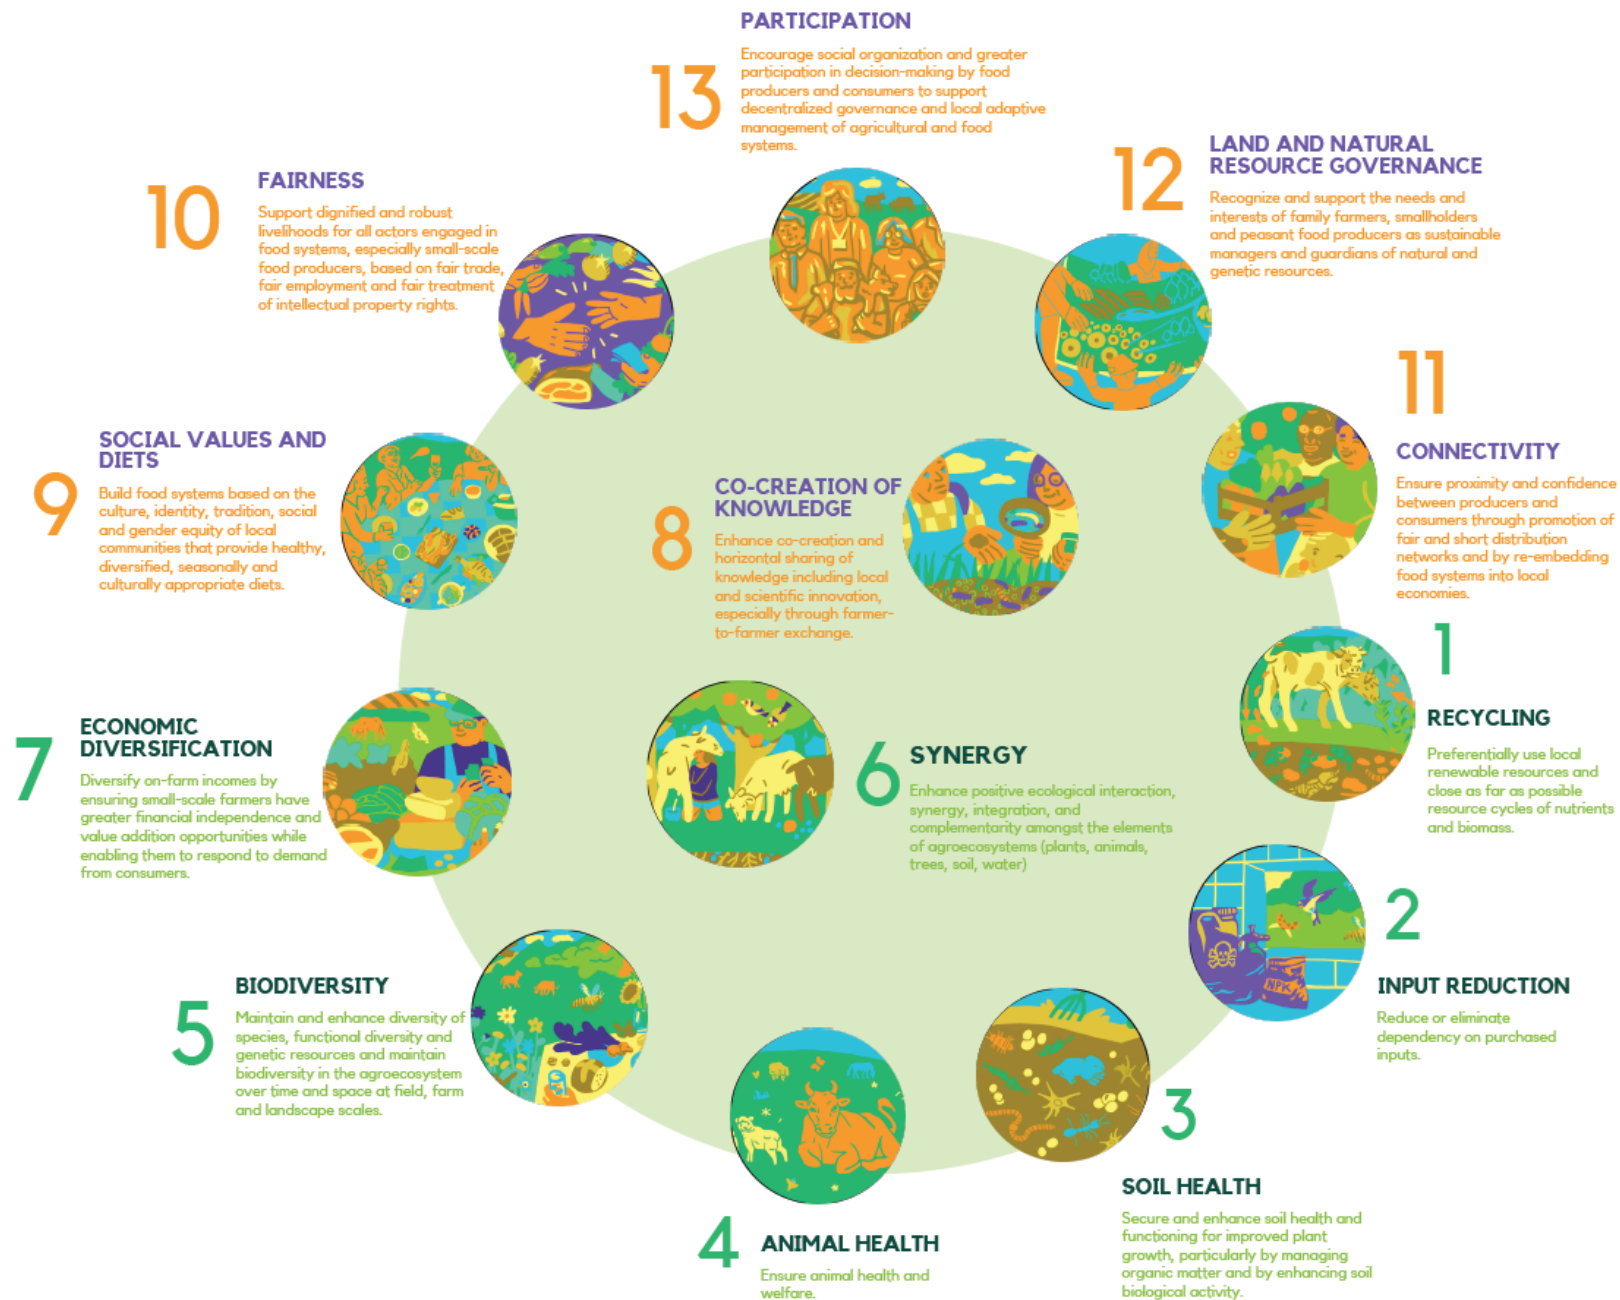 PARTICIPATION
13
Encourage social organization and greater
participation in decision-making by food
producers and consumers to support
decentralized governance and local adaptive
management of agricultural and food
systems.
12
LAND AND NATURAL
RESOURCE GOVERNANCE
Recognize and support the needs and
interests of family farmers, smallholders
and peasant food producers as sustainable
managers and guardians of natural and
genetic resources.
10
FAIRNESS
Support dignified and robust
livelihoods for all actors engaged in
food systems, especially small-scale
food producers, based on fair trade,
fair employment and fair treatment
of intellectual property rights.
11
CONNECTIVITY
Ensure proximity and confidence
between producers and
consumers through promotion of
fair and short distribution
networks and by re-embedding
food systems into local
economies.
9
SOCIAL VALUES AND
DIETS
Build food systems based on the
culture, identity, tradition, social
and gender equity of local
communities that provide healthy,
diversified, seasonally and
culturally appropriate diets.
8
CO-CREATION OF
KNOWLEDGE
Enhance co-creation and
horizontal sharing of
knowledge including local
and scientific innovation,
especially through farmer-
to-farmer exchange.
1
RECYCLING
Preferentially use local
renewable resources and
close as far as possible
resource cycles of nutrients
and biomass.
7
ECONOMIC
DIVERSIFICATION
Diversify on-farm incomes by
ensuring small-scale farmers have
greater financial independence and
value addition opportunities while
enabling them to respond to demand
from consumers.
6
SYNERGY
Enhance positive ecological interaction,
synergy, integration, and
complementarity amongst the elements
of agroecosystems (plants, animals,
trees, soil, water)
2
INPUT REDUCTION
Reduce or eliminate
dependency on purchased
inputs.
NPK
5
BIODIVERSITY
Maintain and enhance diversity of
species, functional diversity and
genetic resources and maintain
biodiversity in the agroecosystem
over time and space at field, farm
and landscape scales.
3
SOIL HEALTH
Secure and enhance soil health and
functioning for improved plant
growth, particularly by managing
organic matter and by enhancing soil
biological activity.
4
ANIMAL HEALTH
Ensure animal health and
welfare.